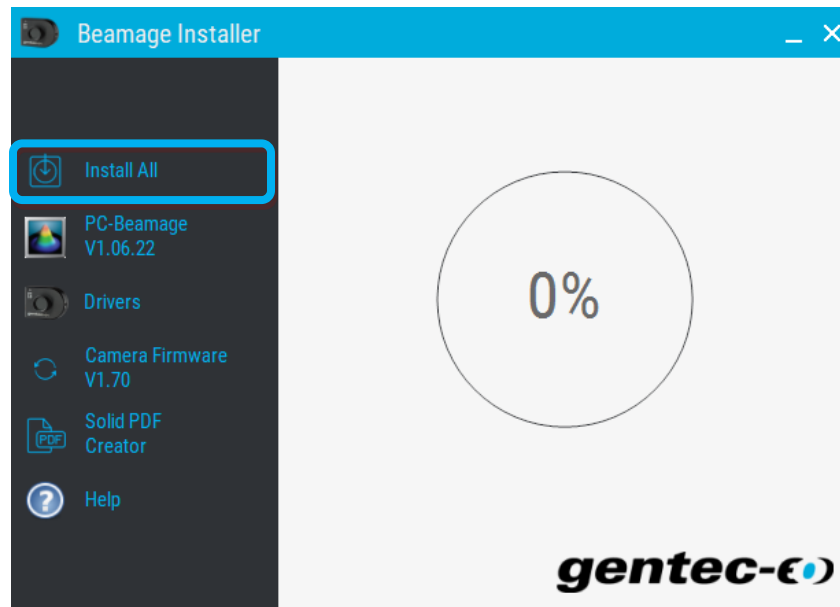 Beamage Installer
Install All
PC-Beamage
V1.06.22
Drivers
Camera Firmware
V1.70
PDF
Solid PDF
Creator
? Help
0%
gentec-eo